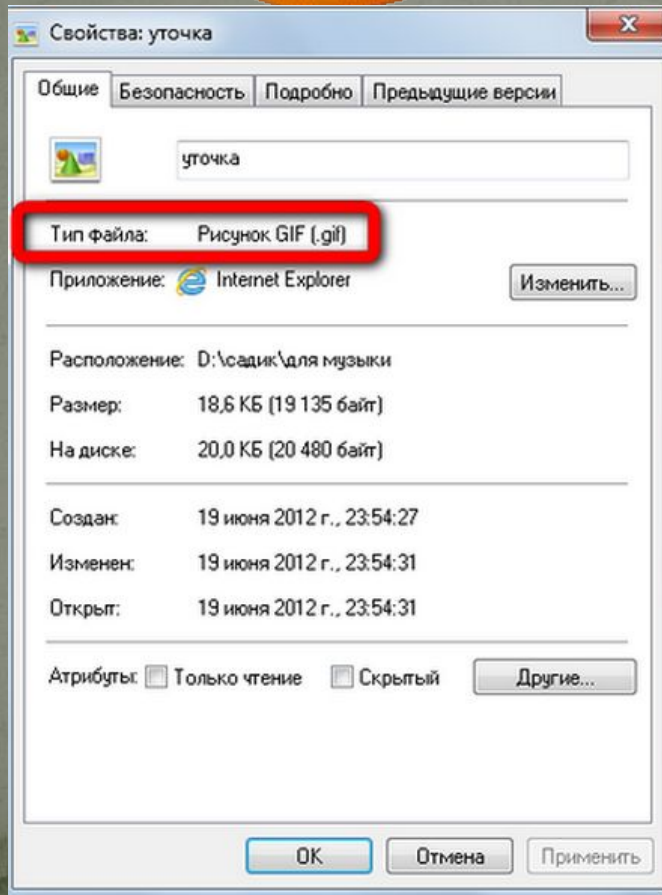 Свойства: уточка
Общие Безопасность Подробно Предыдущие версии
уточка
Тип файла: Рисунок GIF (.gif)
Приложение: Internet Explorer Изменить...
Расположение: D:\садик\для музыки
Размер: 18,6 КБ (19 135 байт)
На диске: 20,0 КБ (20 480 байт)
Создан: 19 июня 2012 г., 23:54:27
Изменен: 19 июня 2012 г., 23:54:31
Открыт: 19 июня 2012 г., 23:54:31
Атрибуты: Только чтение Скрытый Другие...
ОК Отмена Применить